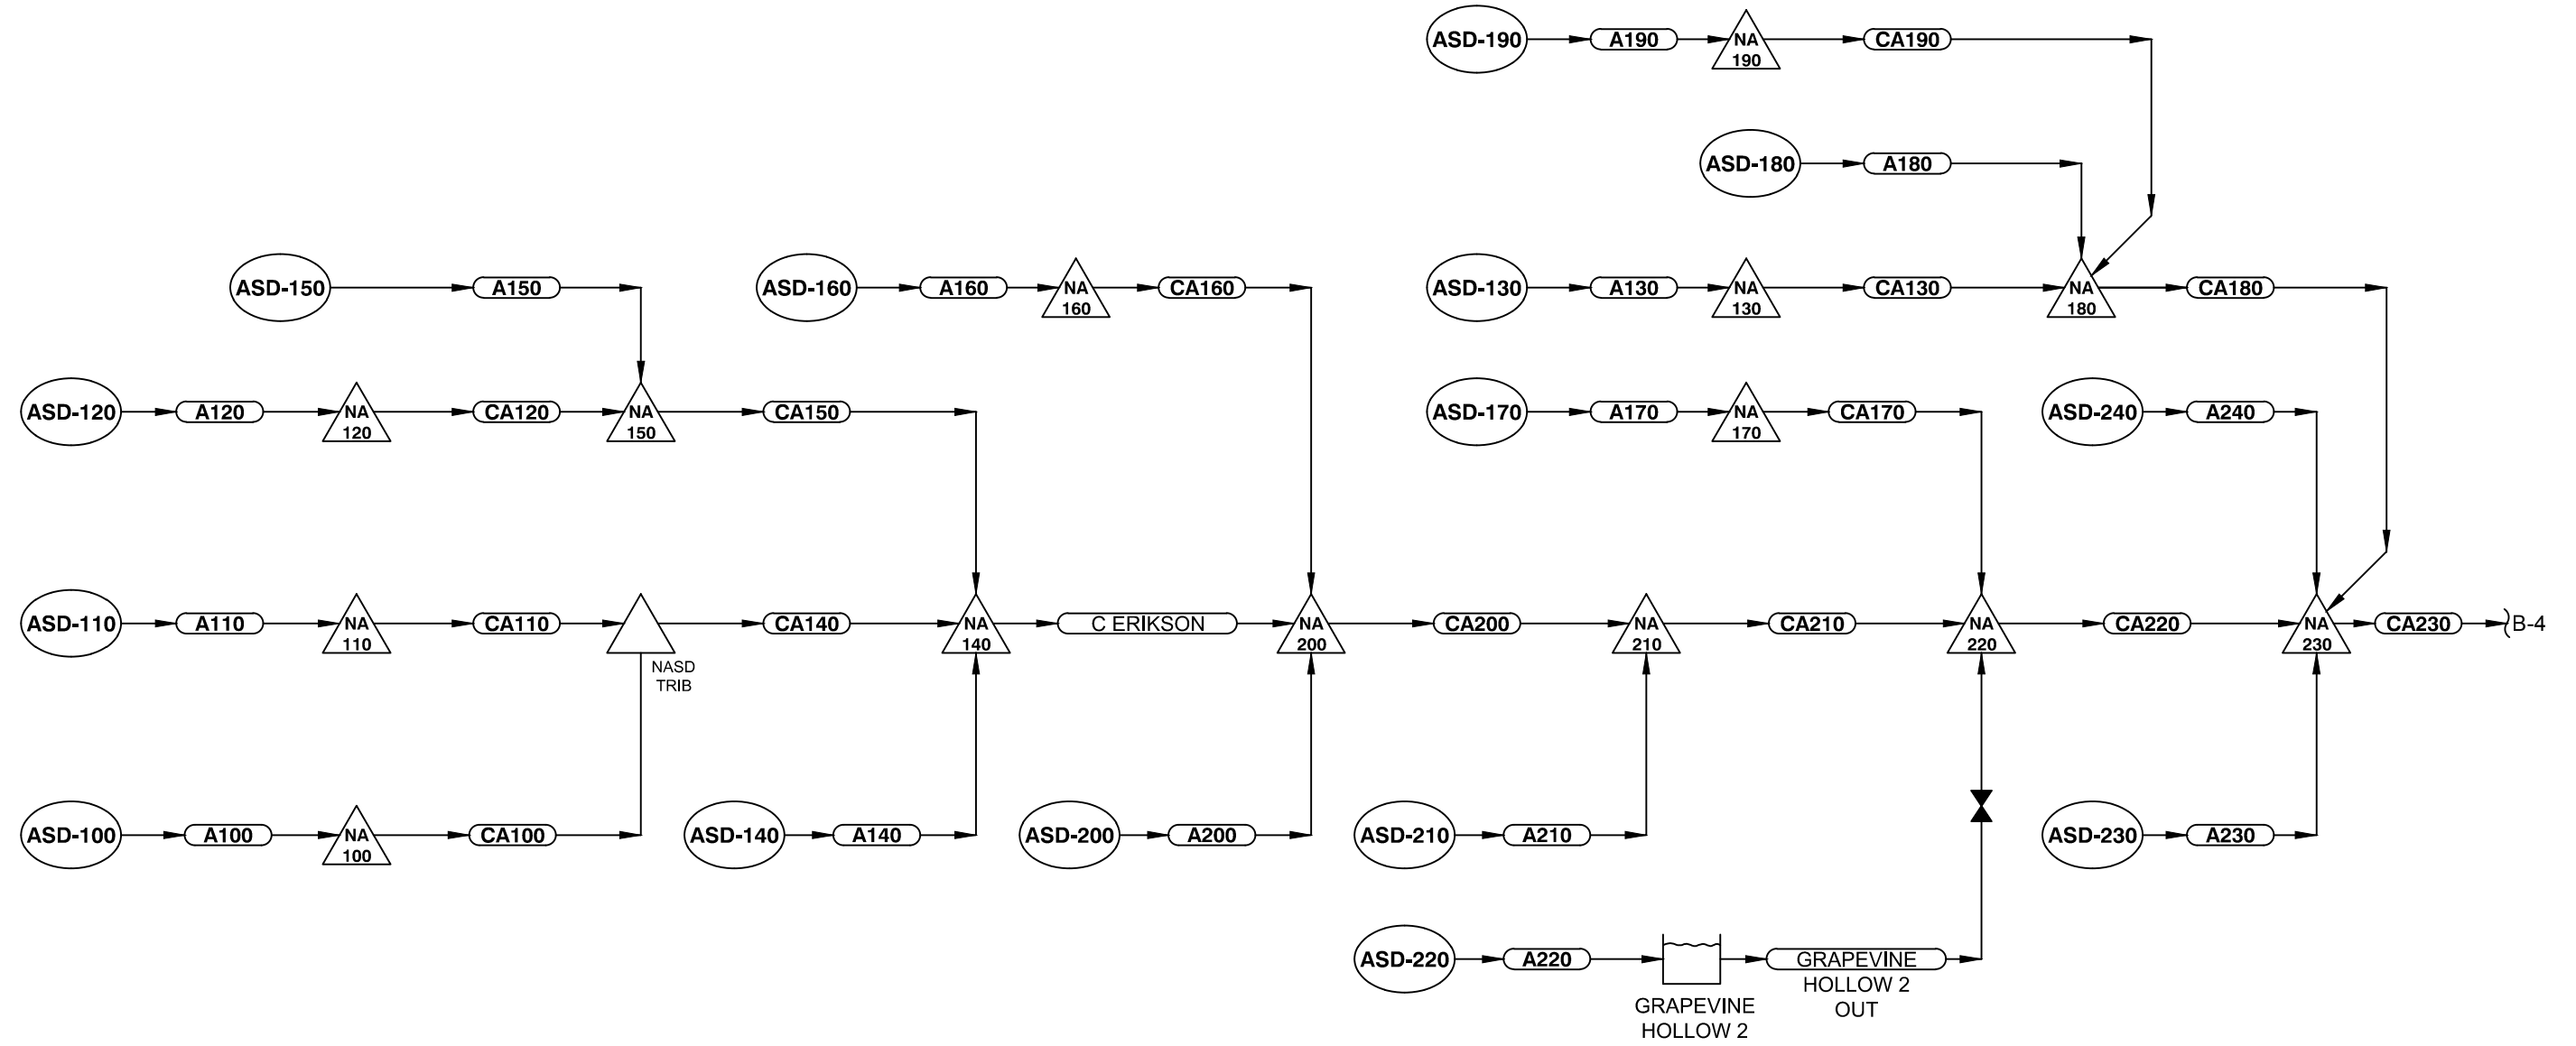 ASD-190
A190
NA
190
CA190
ASD-180
A180
ASD-150
A150
ASD-160
A160
NA
160
CA160
ASD-130
A130
NA
130
CA130
NA
180
CA180
ASD-120
A120
NA
120
CA120
NA
150
CA150
ASD-170
A170
NA
170
CA170
ASD-240
A240
ASD-110
A110
NA
110
CA110
NASD
TRIB
CA140
NA
140
C ERIKSON
NA
200
CA200
NA
210
CA210
NA
220
CA220
NA
230
CA230
B-4
ASD-100
A100
NA
100
CA100
ASD-140
A140
ASD-200
A200
ASD-210
A210
ASD-230
A230
ASD-220
A220
GRAPEVINE
HOLLOW 2
GRAPEVINE
HOLLOW 2
OUT